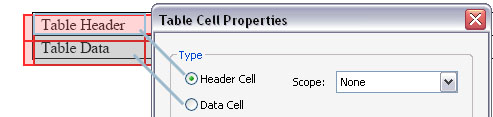 Table Header
Table Data
Table Cell Properties
Type
Header Cell
Scope: None
Data Cell